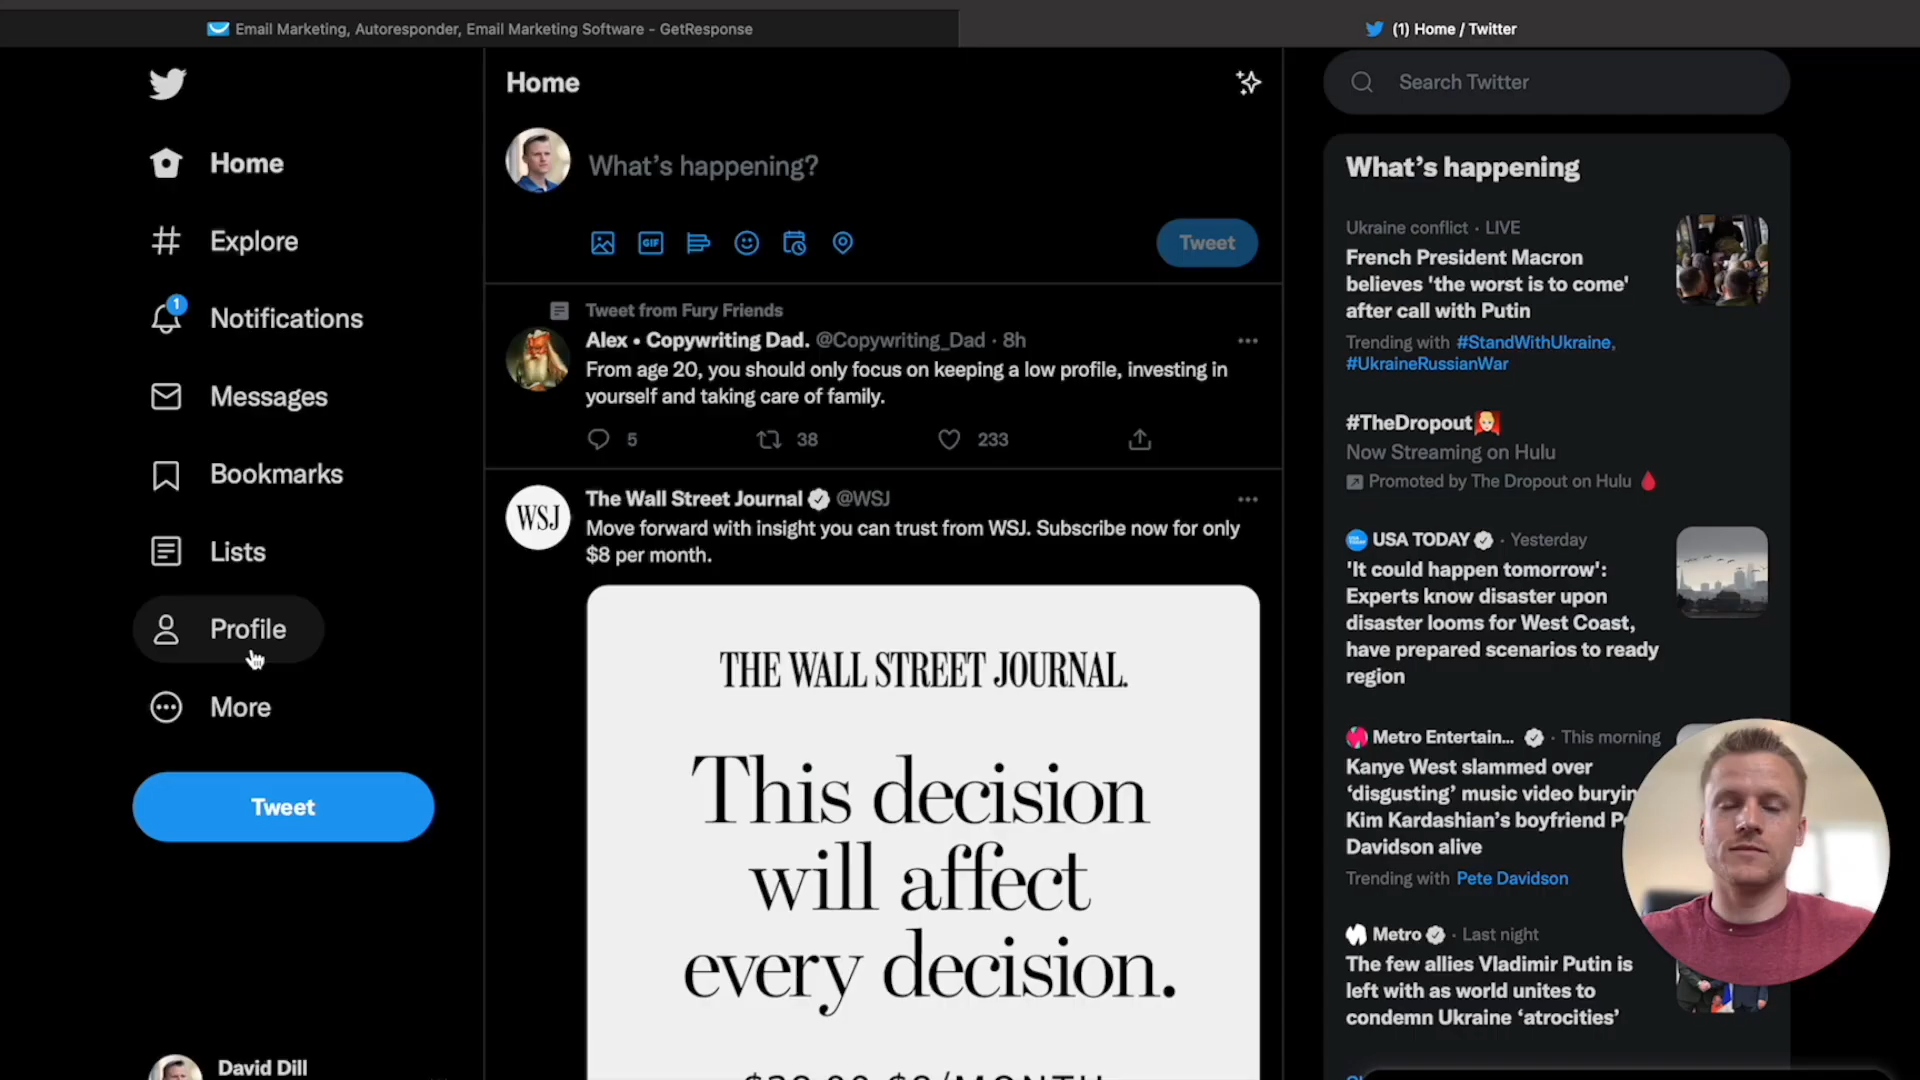 Email Marketing, Autoresponder, Email Marketing Software - GetResponse
(1) Home / Twitter
Home
Explore
1
Notifications
Messages
Bookmarks
Lists
Profile
More
Tweet
David Dill
Home
What's happening?
GIF
Tweet
Tweet from Fury Friends
Alex • Copywriting Dad. @Copywriting_Dad · 8h
From age 20, you should only focus on keeping a low profile, investing in
yourself and taking care of family.
5 38 233
WSJ
The Wall Street Journal @WSJ
Move forward with insight you can trust from WSJ. Subscribe now for only
$8 per month.
THE WALL STREET JOURNAL.
This decision
will affect
every decision.
Search Twitter
What's happening
Ukraine conflict · LIVE
French President Macron
believes 'the worst is to come'
after call with Putin
Trending with #StandWithUkraine,
#UkraineRussianWar
#TheDropout
Now Streaming on Hulu
Promoted by The Dropout on Hulu
USA TODAY · Yesterday
'It could happen tomorrow':
Experts know disaster upon
disaster looms for West Coast,
have prepared scenarios to ready
region
Metro Entertain... · This morning
Kanye West slammed over
'disgusting' music video buryin
Kim Kardashian's boyfriend P
Davidson alive
Trending with Pete Davidson
Metro · Last night
The few allies Vladimir Putin is
left with as world unites to
condemn Ukraine 'atrocities'